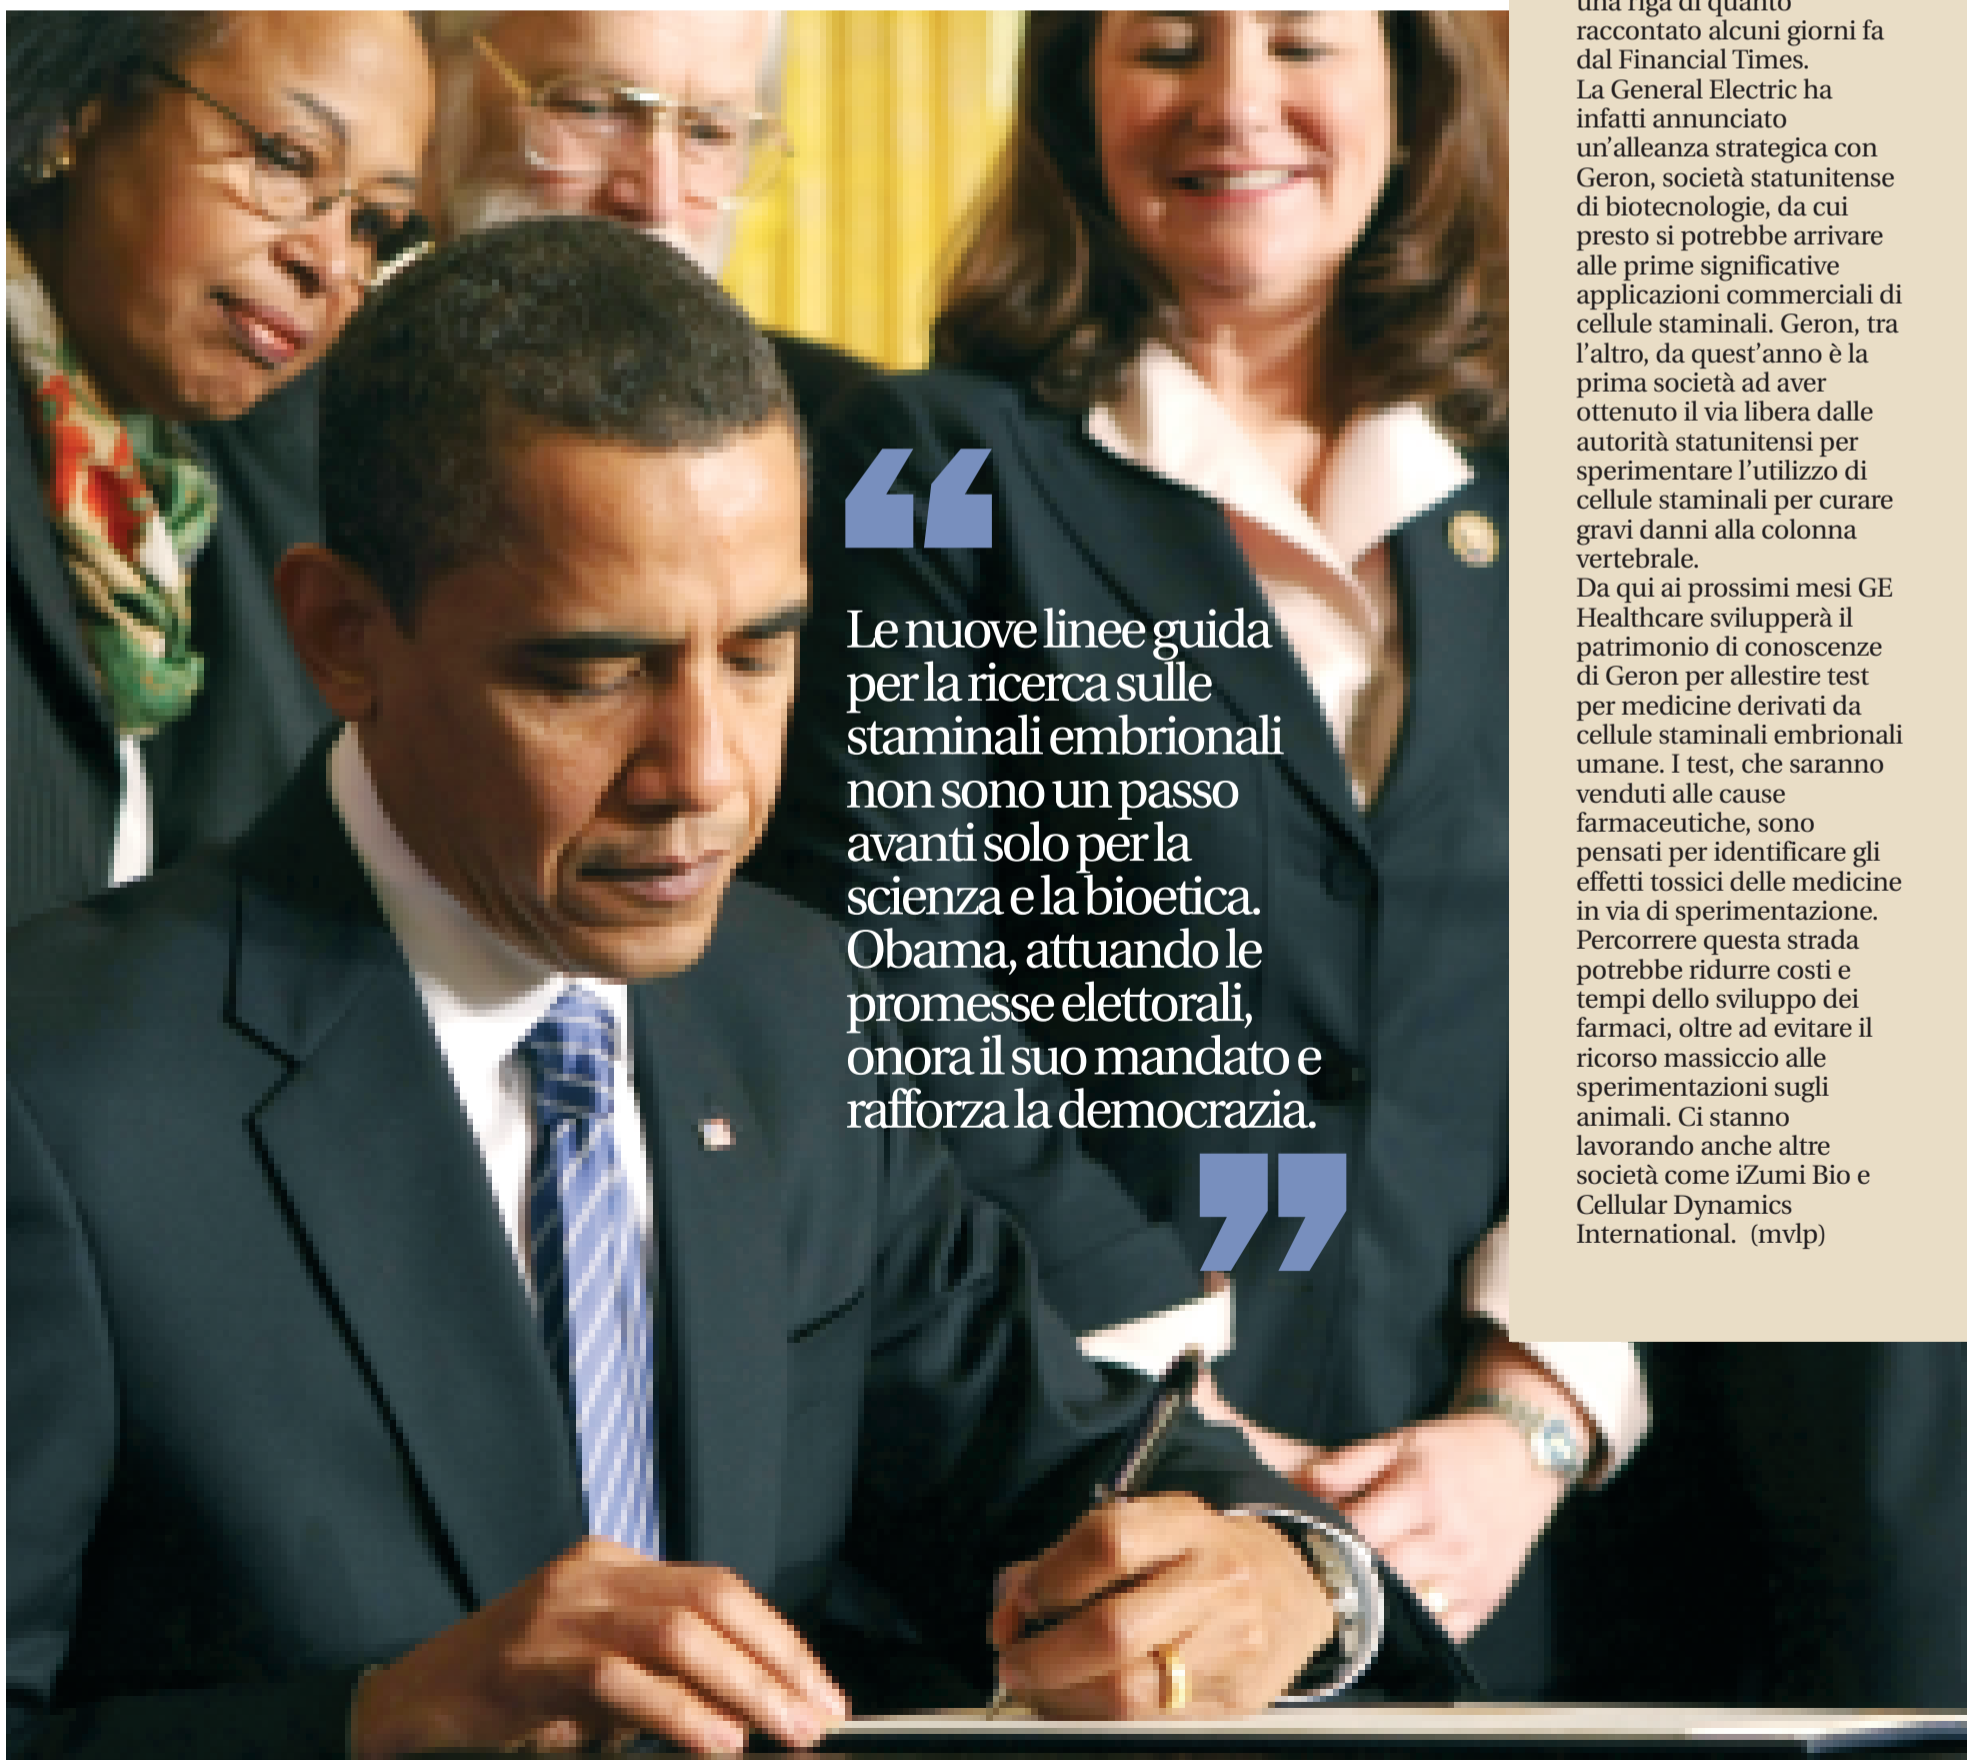 “
Le nuove linee guida
per la ricerca sulle
staminali embrionali
non sono un passo
avanti solo per la
scienza e la bioetica.
Obama, attuando le
promesse elettorali,
onora il suo mandato e
rafforza la democrazia.
”
una riga di quanto
raccontato alcuni giorni fa
dal Financial Times.
La General Electric ha
infatti annunciato
un’alleanza strategica con
Geron, società statunitense
di biotecnologie, da cui
presto si potrebbe arrivare
alle prime significative
applicazioni commerciali di
cellule staminali. Geron, tra
l’altro, da quest’anno è la
prima società ad aver
ottenuto il via libera dalle
autorità statunitensi per
sperimentare l’utilizzo di
cellule staminali per curare
gravi danni alla colonna
vertebrale.
Da qui ai prossimi mesi GE
Healthcare svilupperà il
patrimonio di conoscenze
di Geron per allestire test
per medicine derivati da
cellule staminali embrionali
umane. I test, che saranno
venduti alle cause
farmaceutiche, sono
pensati per identificare gli
effetti tossici delle medicine
in via di sperimentazione.
Percorrere questa strada
potrebbe ridurre costi e
tempi dello sviluppo dei
farmaci, oltre ad evitare il
ricorso massiccio alle
sperimentazioni sugli
animali. Ci stanno
lavorando anche altre
società come iZumi Bio e
Cellular Dynamics
International. (mvlp)